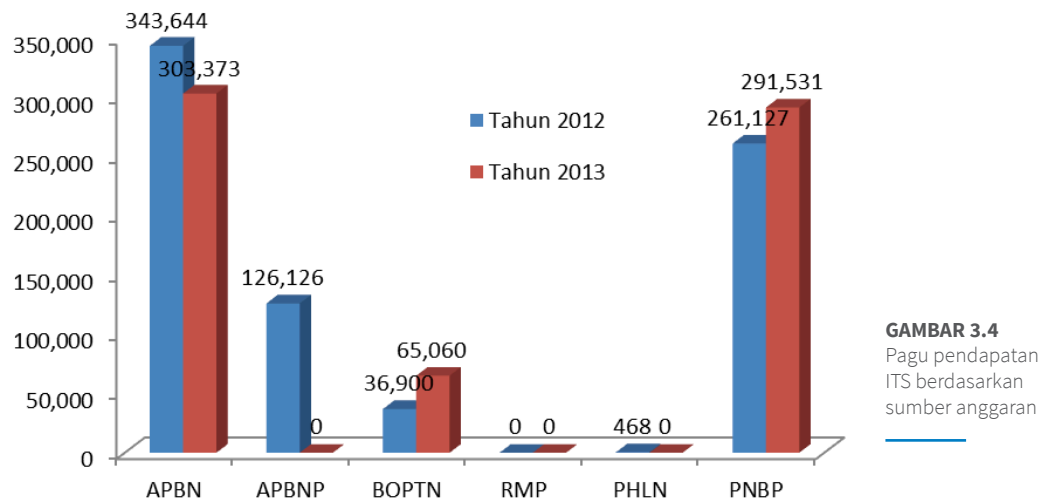 343,644
303,373
291,531
261,127
126,126
65,060
36,900
0
0
0
468
0
350,000
300,000
250,000
200,000
150,000
100,000
50,000
0
Tahun 2012
Tahun 2013
APBN
APBNP
BOPTN
RMP
PHLN
PNBP
GAMBAR 3.4
Pagu pendapatan
ITS berdasarkan
sumber anggaran